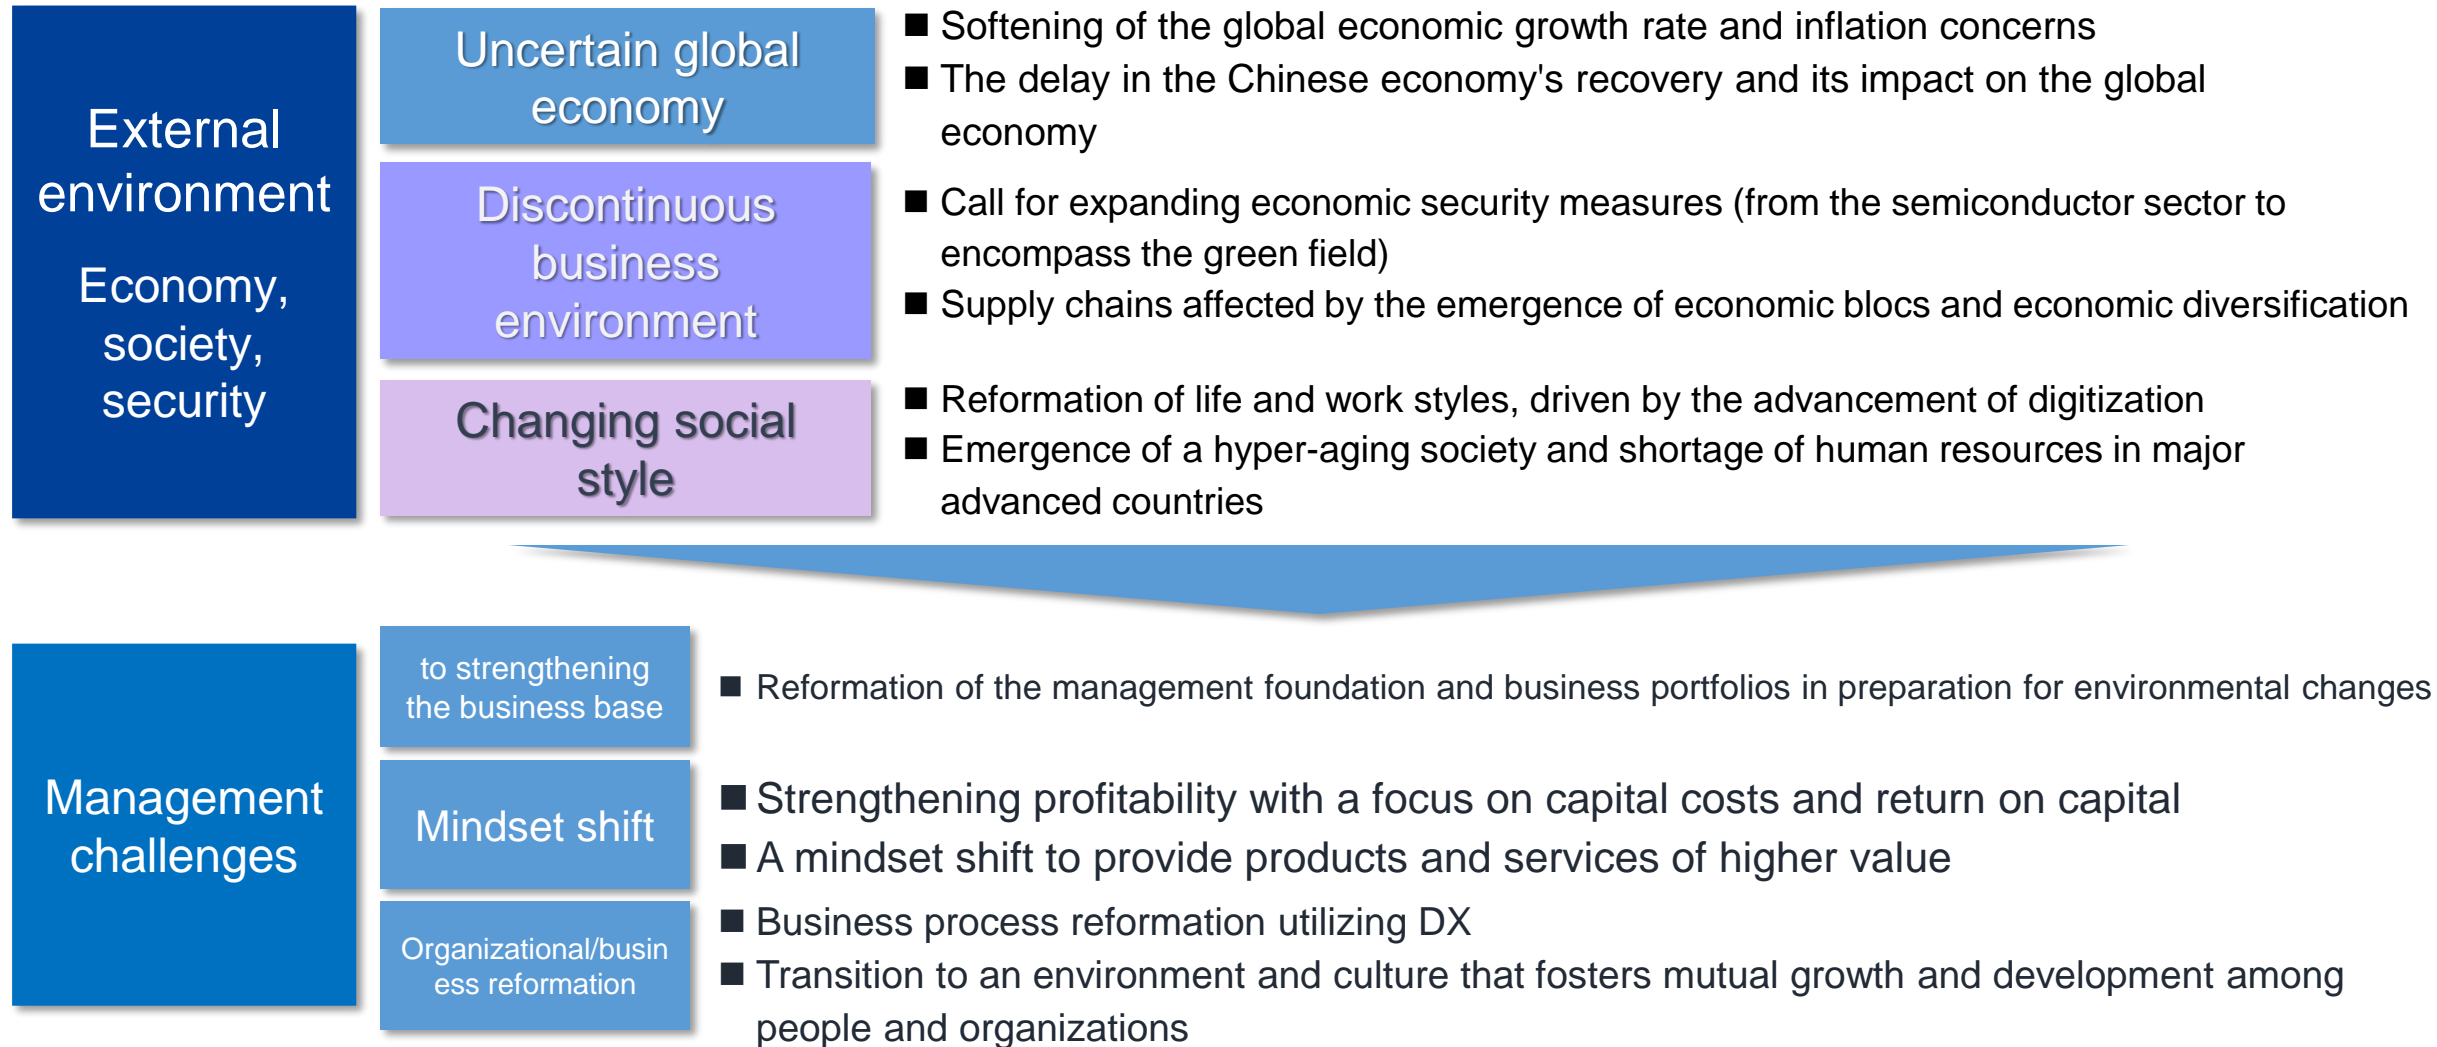 External
environment
Economy,
society,
security
Uncertain global
economy
■ Softening of the global economic growth rate and inflation concerns
■ The delay in the Chinese economy's recovery and its impact on the global
economy
Discontinuous
business
environment
■ Call for expanding economic security measures (from the semiconductor sector to
encompass the green field)
■ Supply chains affected by the emergence of economic blocs and economic diversification
Changing social
style
■ Reformation of life and work styles, driven by the advancement of digitization
■ Emergence of a hyper-aging society and shortage of human resources in major
advanced countries
Management
challenges
to strengthening
the business base
■ Reformation of the management foundation and business portfolios in preparation for environmental changes
Mindset shift
■ Strengthening profitability with a focus on capital costs and return on capital
■ A mindset shift to provide products and services of higher value
Organizational/busin
ess reformation
■ Business process reformation utilizing DX
■ Transition to an environment and culture that fosters mutual growth and development among
people and organizations